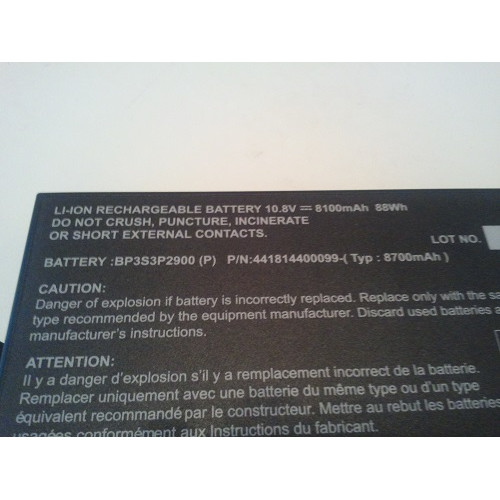 LI-ION RECHARGEABLE BATTERY 10.8V ⎓ 8100mAh 88Wh
DO NOT CRUSH, PUNCTURE, INCINERATE
OR SHORT EXTERNAL CONTACTS.
LOT NO.
BATTERY :BP3S3P2900 (P) P/N:441814400099-( Typ : 8700mAh )
CAUTION:
Danger of explosion if battery is incorrectly replaced. Replace only with the sa
type recommended by the equipment manufacturer. Discard used batteries a
manufacturer's instructions.
ATTENTION:
Il y a danger d'explosion s'il y a remplacement incorrect de la batterie.
Remplacer uniquement avec une batterie du même type ou d'un type
équivalent recommandé par le constructeur. Mettre au rebut les batteries
usagées conformément aux Instructions du fabricant.